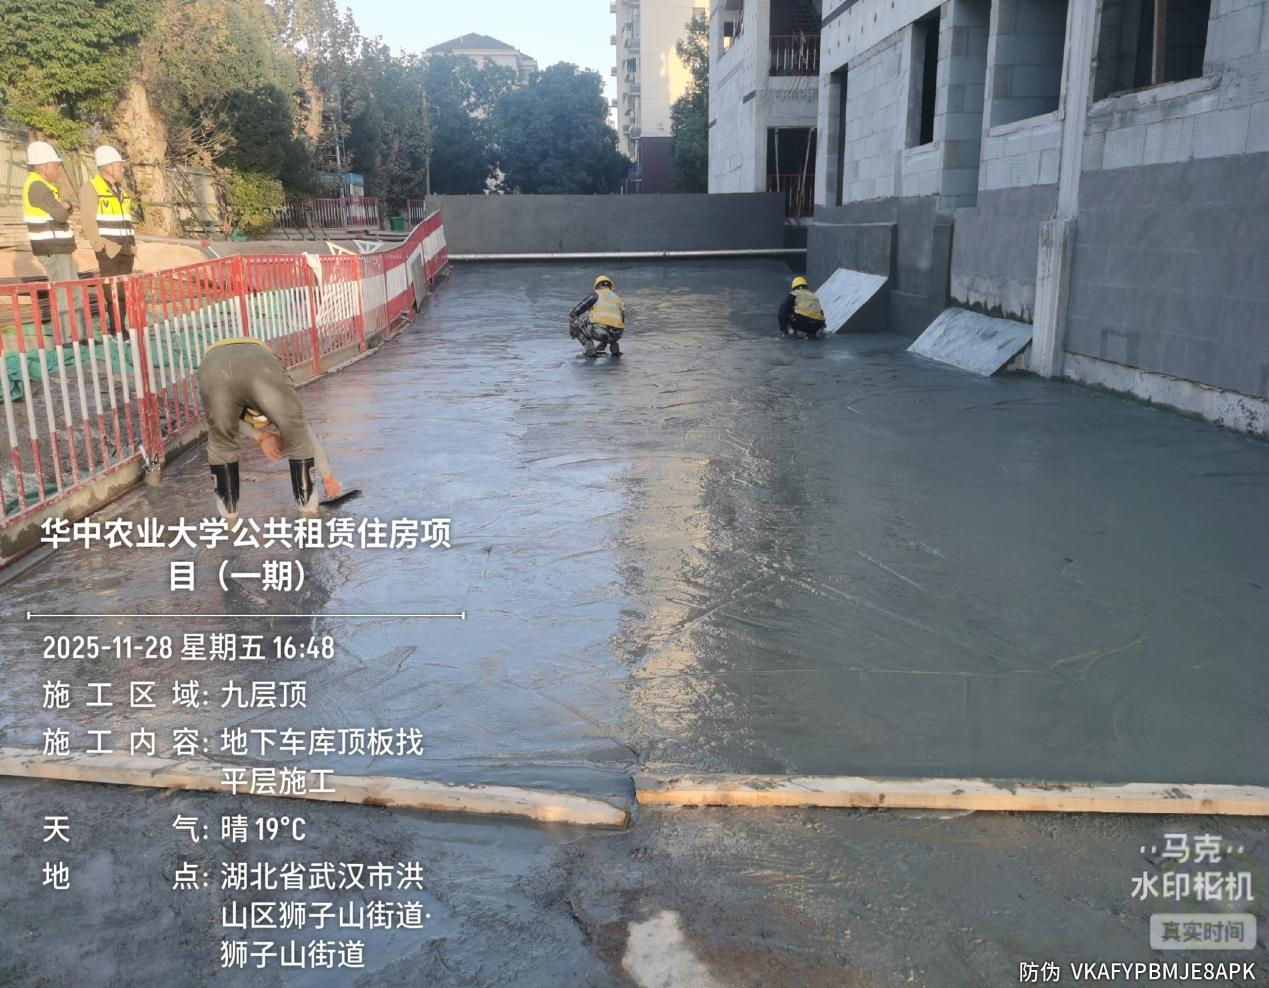 华中农业大学公共租赁住房项
目（一期）
2025-11-28 星期五 16:48
施工区域: 九层顶
施工内容: 地下车库顶板找
平层施工
天气: 晴 19°C
地点: 湖北省武汉市洪
山区狮子山街道·
狮子山街道
马克
水印相机
真实时间
防伪 VKAFYPBMJE8APK